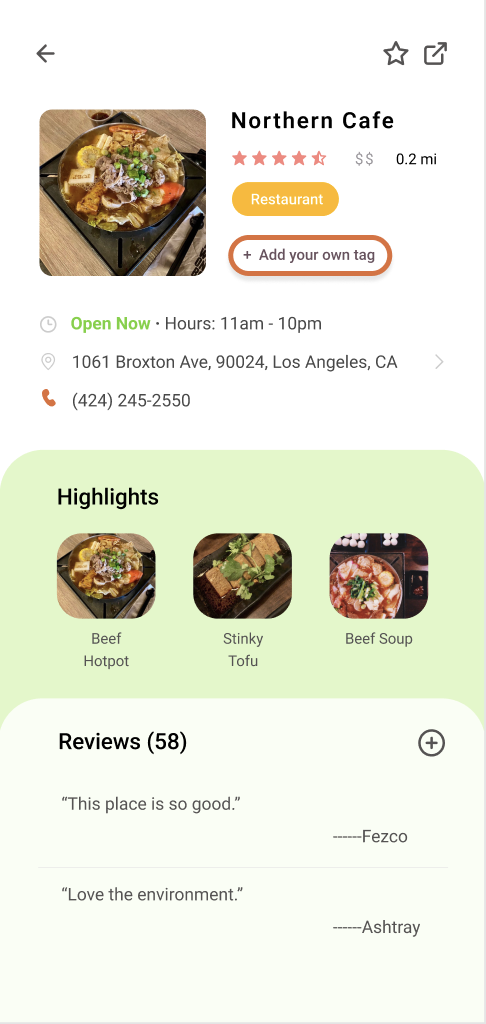 Northern Cafe
$$ 0.2 mi
Restaurant
+ Add your own tag
Open Now · Hours: 11am - 10pm
1061 Broxton Ave, 90024, Los Angeles, CA
(424) 245-2550
Highlights
Beef
Hotpot
Stinky
Tofu
Beef Soup
Reviews (58)
“This place is so good.”
------Fezco
“Love the environment.”
------Ashtray